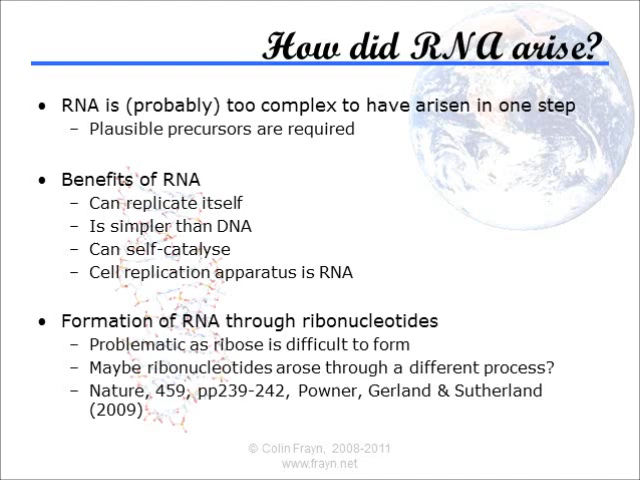 How did RNA arise?
• RNA is (probably) too complex to have arisen in one step
– Plausible precursors are required
• Benefits of RNA
– Can replicate itself
– Is simpler than DNA
– Can self-catalyse
– Cell replication apparatus is RNA
• Formation of RNA through ribonucleotides
– Problematic as ribose is difficult to form
– Maybe ribonucleotides arose through a different process?
– Nature, 459, pp239-242, Powner, Gerland & Sutherland
(2009)
© Colin Frayn, 2008-2011
www.frayn.net